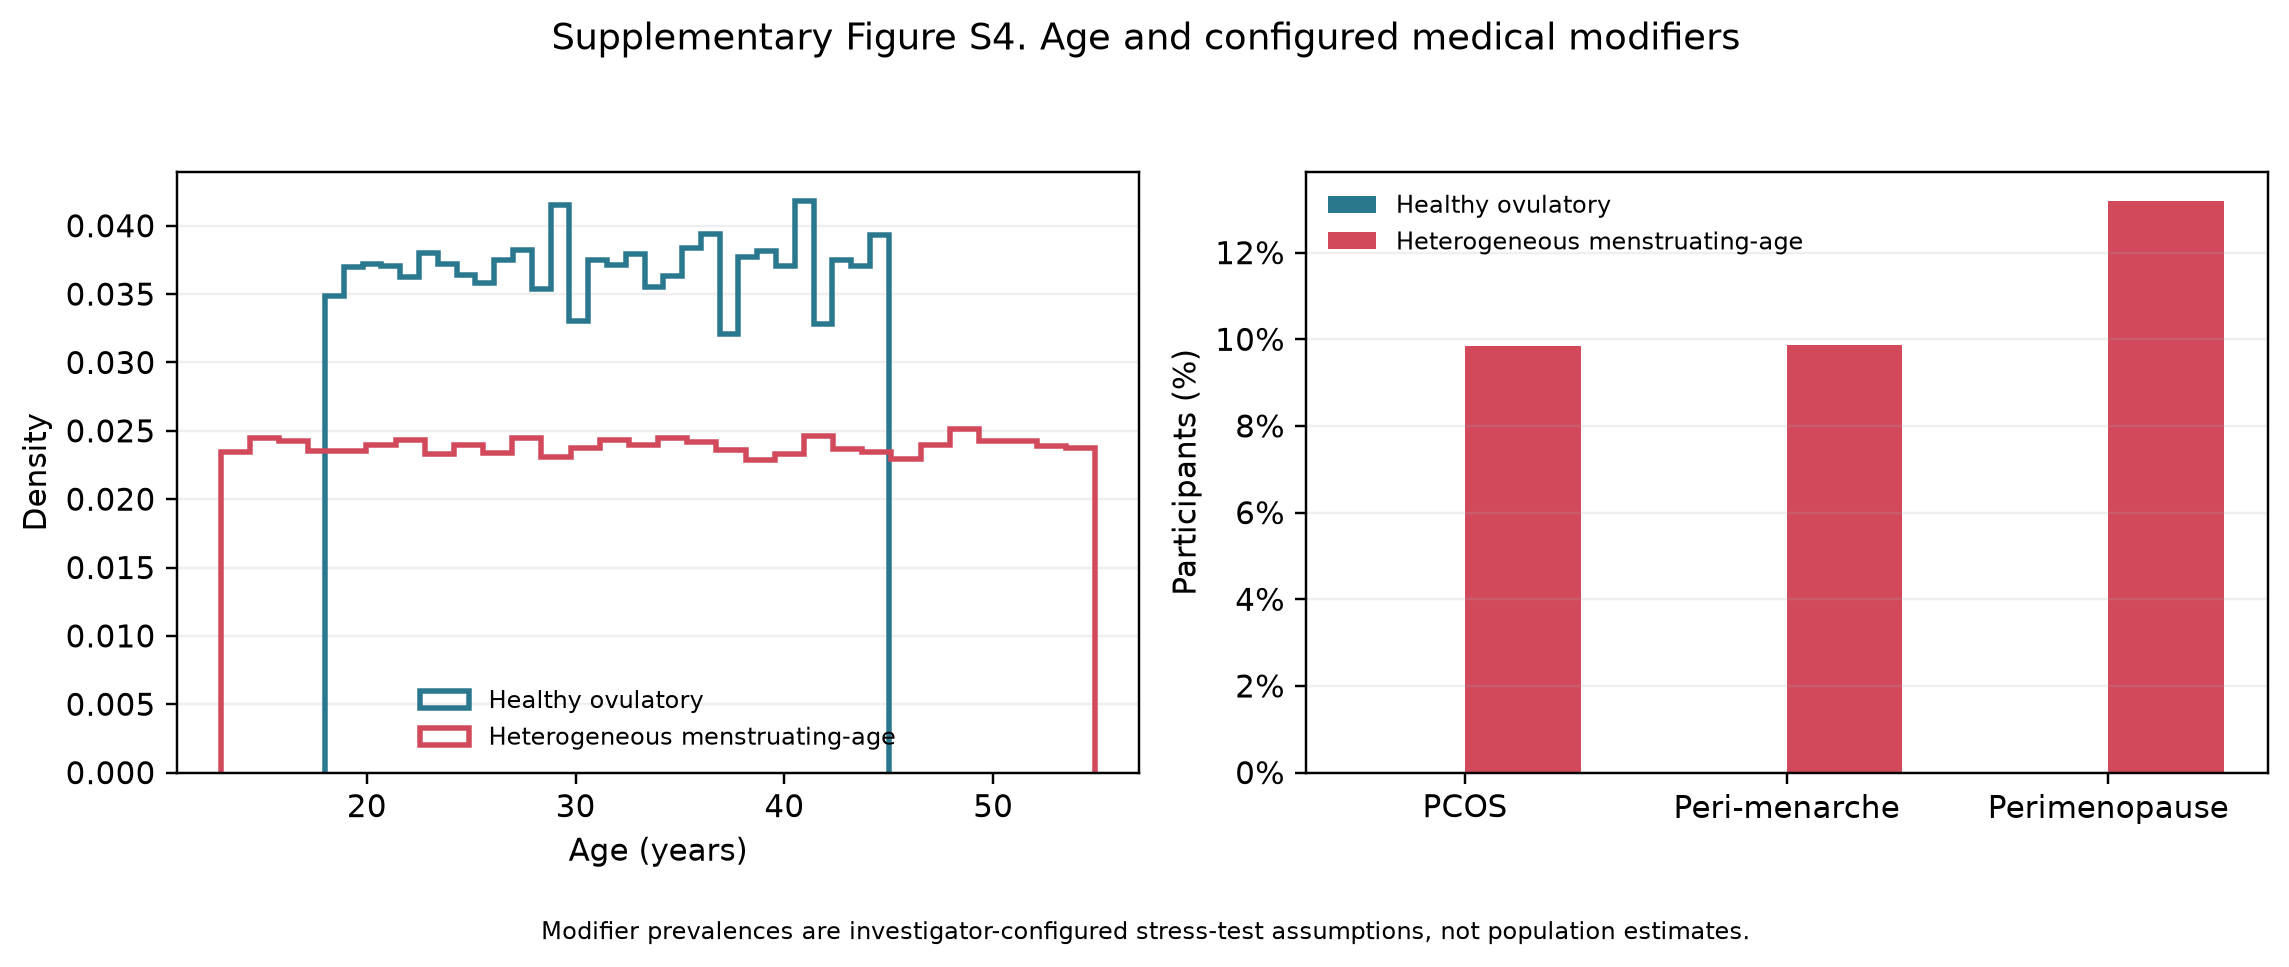 Supplementary Figure S4. Age and configured medical modifiers
Density
0.040
0.035
0.030
0.025
0.020
0.015
0.010
0.005
0.000
Healthy ovulatory
Heterogeneous menstruating-age
20 30 40 50
Age (years)
Participants (%)
12%
10%
8%
6%
4%
2%
0%
Healthy ovulatory
Heterogeneous menstruating-age
PCOS Peri-menarche Perimenopause
Modifier prevalences are investigator-configured stress-test assumptions, not population estimates.